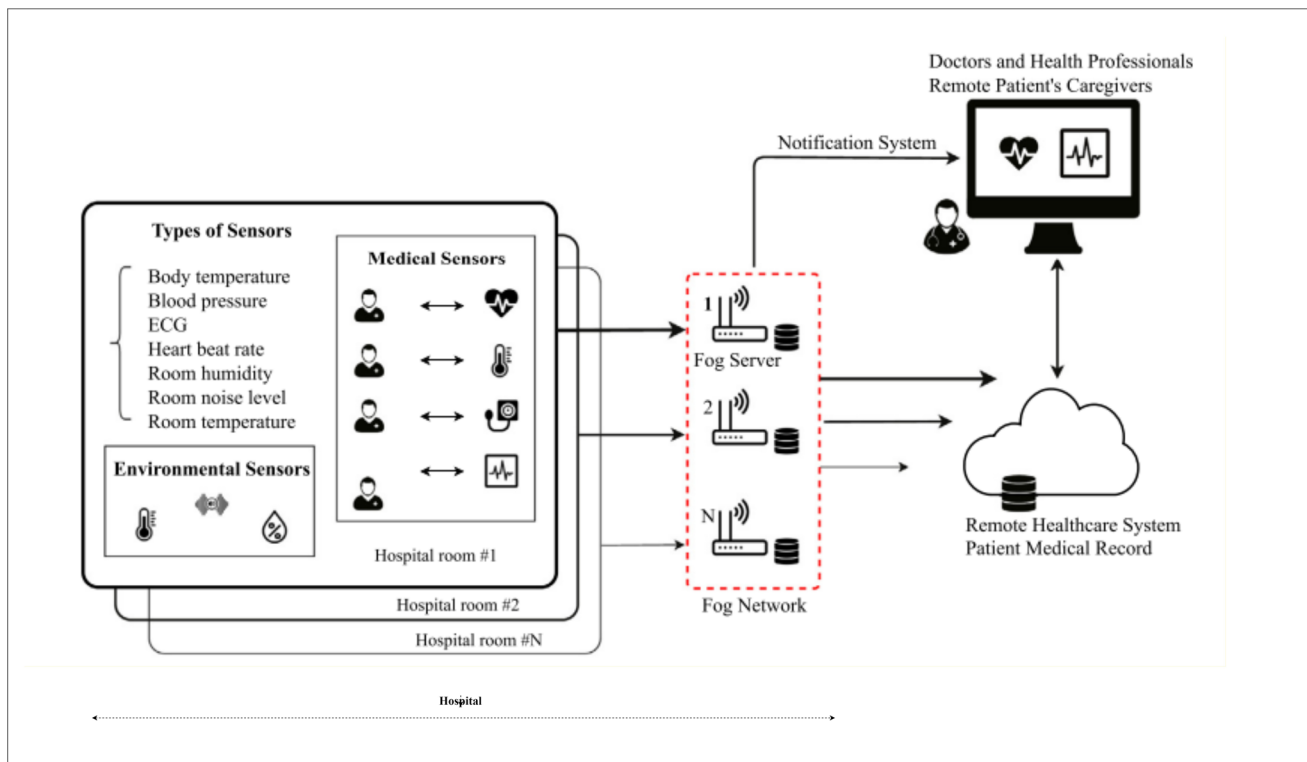 Doctors and Health Professionals
Remote Patient's Caregivers
Notification System
Types of Sensors
Body temperature
Blood pressure
ECG
Heart beat rate
Room humidity
Room noise level
Room temperature
Medical Sensors
Environmental Sensors
%
Hospital room #1
Hospital room #2
Hospital room #N
1
Fog Server
2
N
Fog Network
Remote Healthcare System
Patient Medical Record
Hospital